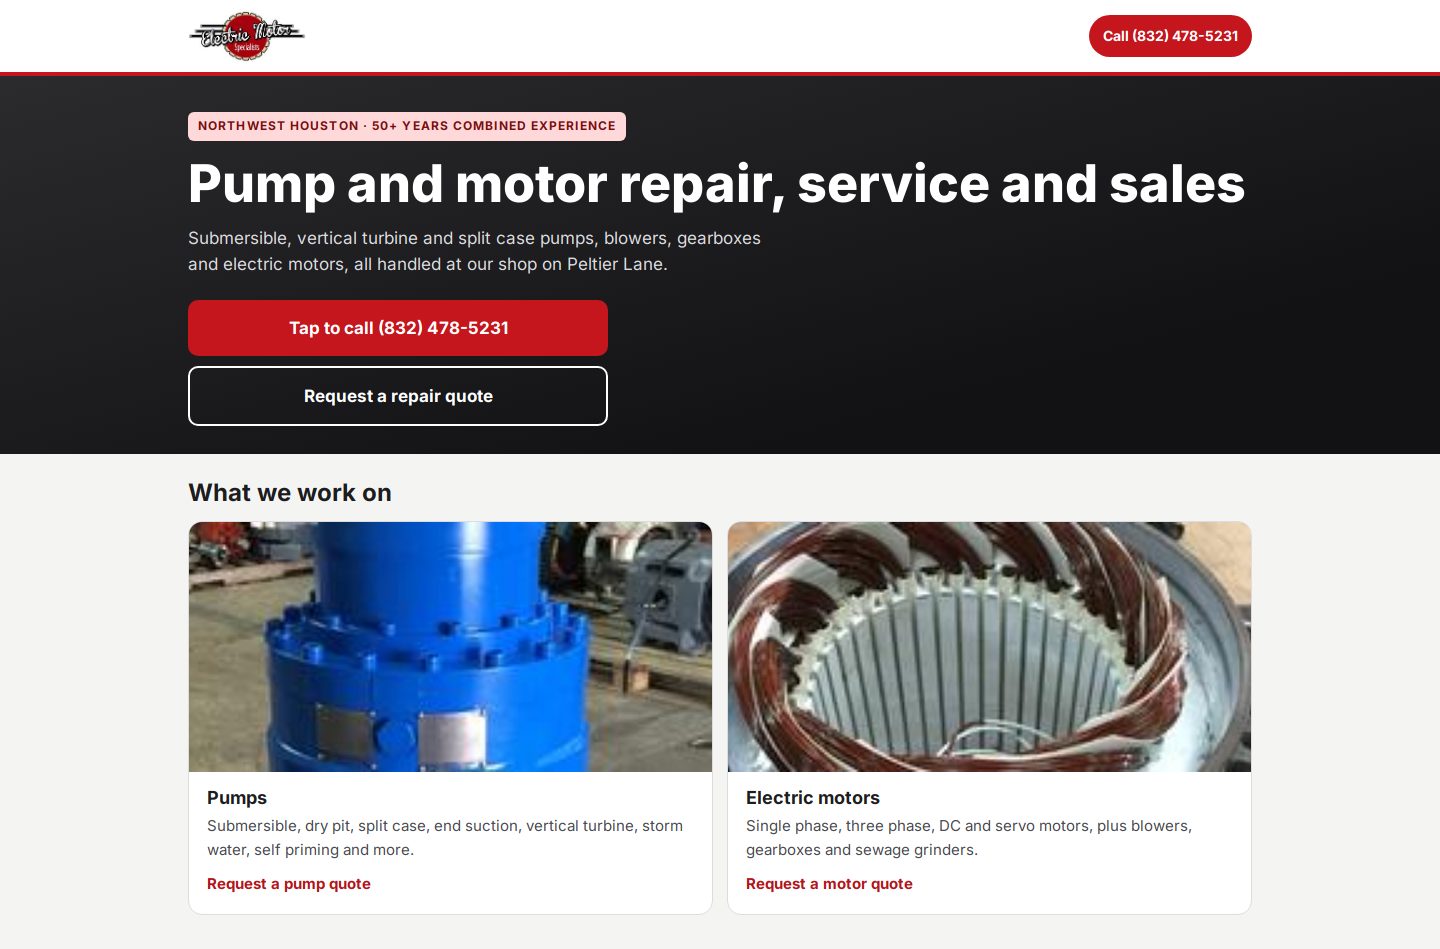 Electric Motor
Specialists
Call (832) 478-5231
NORTHWEST HOUSTON · 50+ YEARS COMBINED EXPERIENCE
Pump and motor repair, service and sales
Submersible, vertical turbine and split case pumps, blowers, gearboxes
and electric motors, all handled at our shop on Peltier Lane.
Tap to call (832) 478-5231
Request a repair quote
What we work on
Pumps
Submersible, dry pit, split case, end suction, vertical turbine, storm
water, self priming and more.
Request a pump quote
Electric motors
Single phase, three phase, DC and servo motors, plus blowers,
gearboxes and sewage grinders.
Request a motor quote